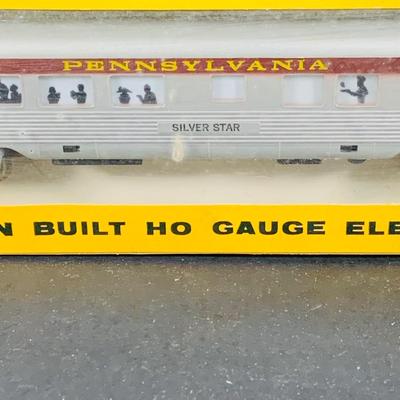 PENNSYLVANIA
SILVER STAR
N BUILT HO GAUGE ELE